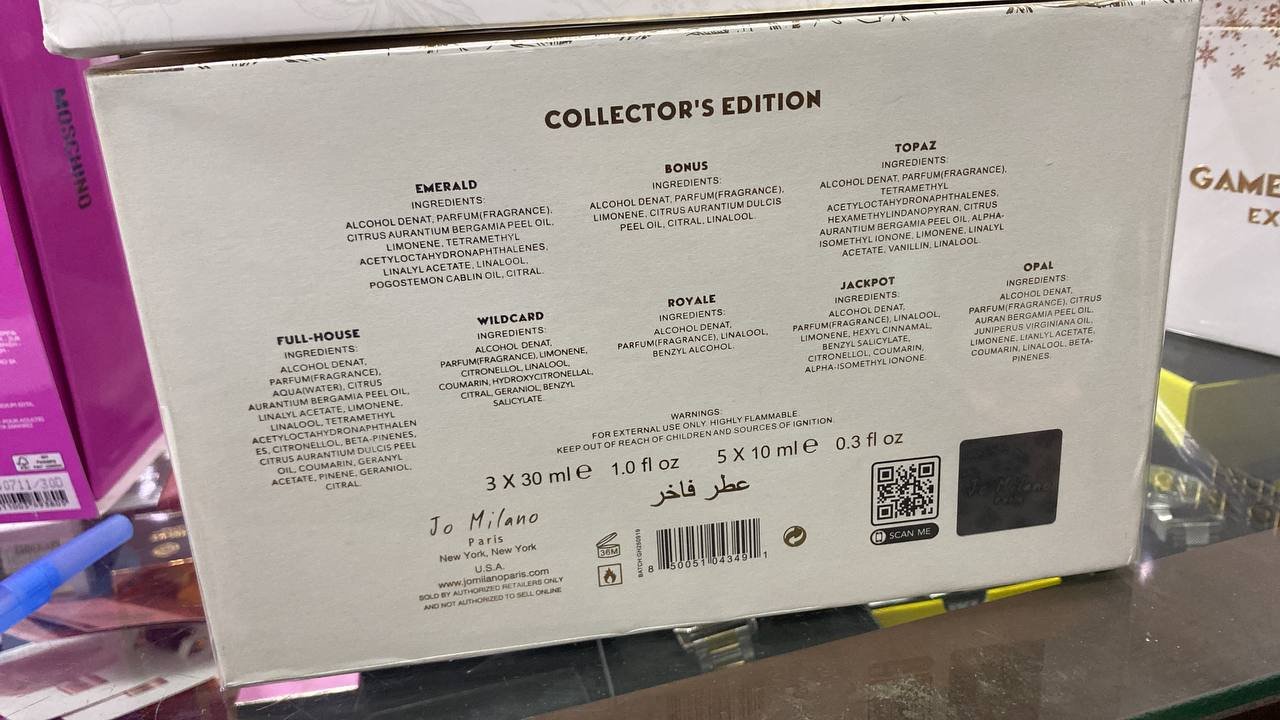 COLLECTOR'S EDITION
EMERALD
INGREDIENTS:
ALCOHOL DENAT, PARFUM(FRAGRANCE),
CITRUS AURANTIUM BERGAMIA PEEL OIL,
LIMONENE, TETRAMETHYL
ACETYLOCTAHYDRONAPHTHALENES,
LINALYL ACETATE, LINALOOL,
POGOSTEMON CABLIN OIL, CITRAL.
BONUS
INGREDIENTS:
ALCOHOL DENAT, PARFUM(FRAGRANCE),
LIMONENE, CITRUS AURANTIUM DULCIS
PEEL OIL, CITRAL, LINALOOL.
TOPAZ
INGREDIENTS:
ALCOHOL DENAT, PARFUM(FRAGRANCE),
TETRAMETHYL
ACETYLOCTAHYDRONAPHTHALENES,
HEXAMETHYLINDANOPYRAN, CITRUS
AURANTIUM BERGAMIA PEEL OIL, ALPHA-
ISOMETHYL IONONE, LIMONENE, LINALYL
ACETATE, VANILLIN, LINALOOL.
FULL-HOUSE
INGREDIENTS:
ALCOHOL DENAT,
PARFUM(FRAGRANCE),
AQUA(WATER), CITRUS
AURANTIUM BERGAMIA PEEL OIL,
LINALYL ACETATE, LIMONENE,
LINALOOL, TETRAMETHYL
ACETYLOCTAHYDRONAPHTHALEN
ES, CITRONELLOL, BETA-PINENES,
CITRUS AURANTIUM DULCIS PEEL
OIL, COUMARIN, GERANYL
ACETATE, PINENE, GERANIOL,
CITRAL.
WILDCARD
INGREDIENTS:
ALCOHOL DENAT,
PARFUM(FRAGRANCE), LIMONENE,
CITRONELLOL, LINALOOL,
COUMARIN, HYDROXYCITRONELLAL,
CITRAL, GERANIOL, BENZYL
SALICYLATE.
ROYALE
INGREDIENTS:
ALCOHOL DENAT,
PARFUM(FRAGRANCE), LINALOOL,
BENZYL ALCOHOL.
JACKPOT
INGREDIENTS:
ALCOHOL DENAT,
PARFUM(FRAGRANCE), LINALOOL,
LIMONENE, HEXYL CINNAMAL,
BENZYL SALICYLATE,
CITRONELLOL, COUMARIN,
ALPHA-ISOMETHYL IONONE.
OPAL
INGREDIENTS:
ALCOHOL DENAT,
PARFUM(FRAGRANCE), CITRUS
AURAN BERGAMIA PEEL OIL,
JUNIPERUS VIRGINIANA OIL,
LIMONENE, LIANLYL ACETATE,
COUMARIN, LINALOOL, BETA-
PINENES.
WARNINGS:
FOR EXTERNAL USE ONLY. HIGHLY FLAMMABLE.
KEEP OUT OF REACH OF CHILDREN AND SOURCES OF IGNITION.
3 X 30 ml e 1.0 fl oz 5 X 10 ml e 0.3 fl oz
عطر فاخر
Jo Milano
Paris
New York, New York
U.S.A.
www.jomilanoparis.com
SOLD BY AUTHORIZED RETAILERS ONLY
AND NOT AUTHORIZED TO SELL ONLINE
36M
8 50051 04349 1
SCAN ME
Jo Milano
MOSCHINO
GAME
EX